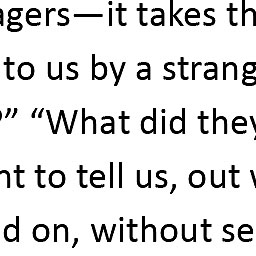 agers—it takes th
to us by a strang
?” “What did they
nt to tell us, out w
d on, without se